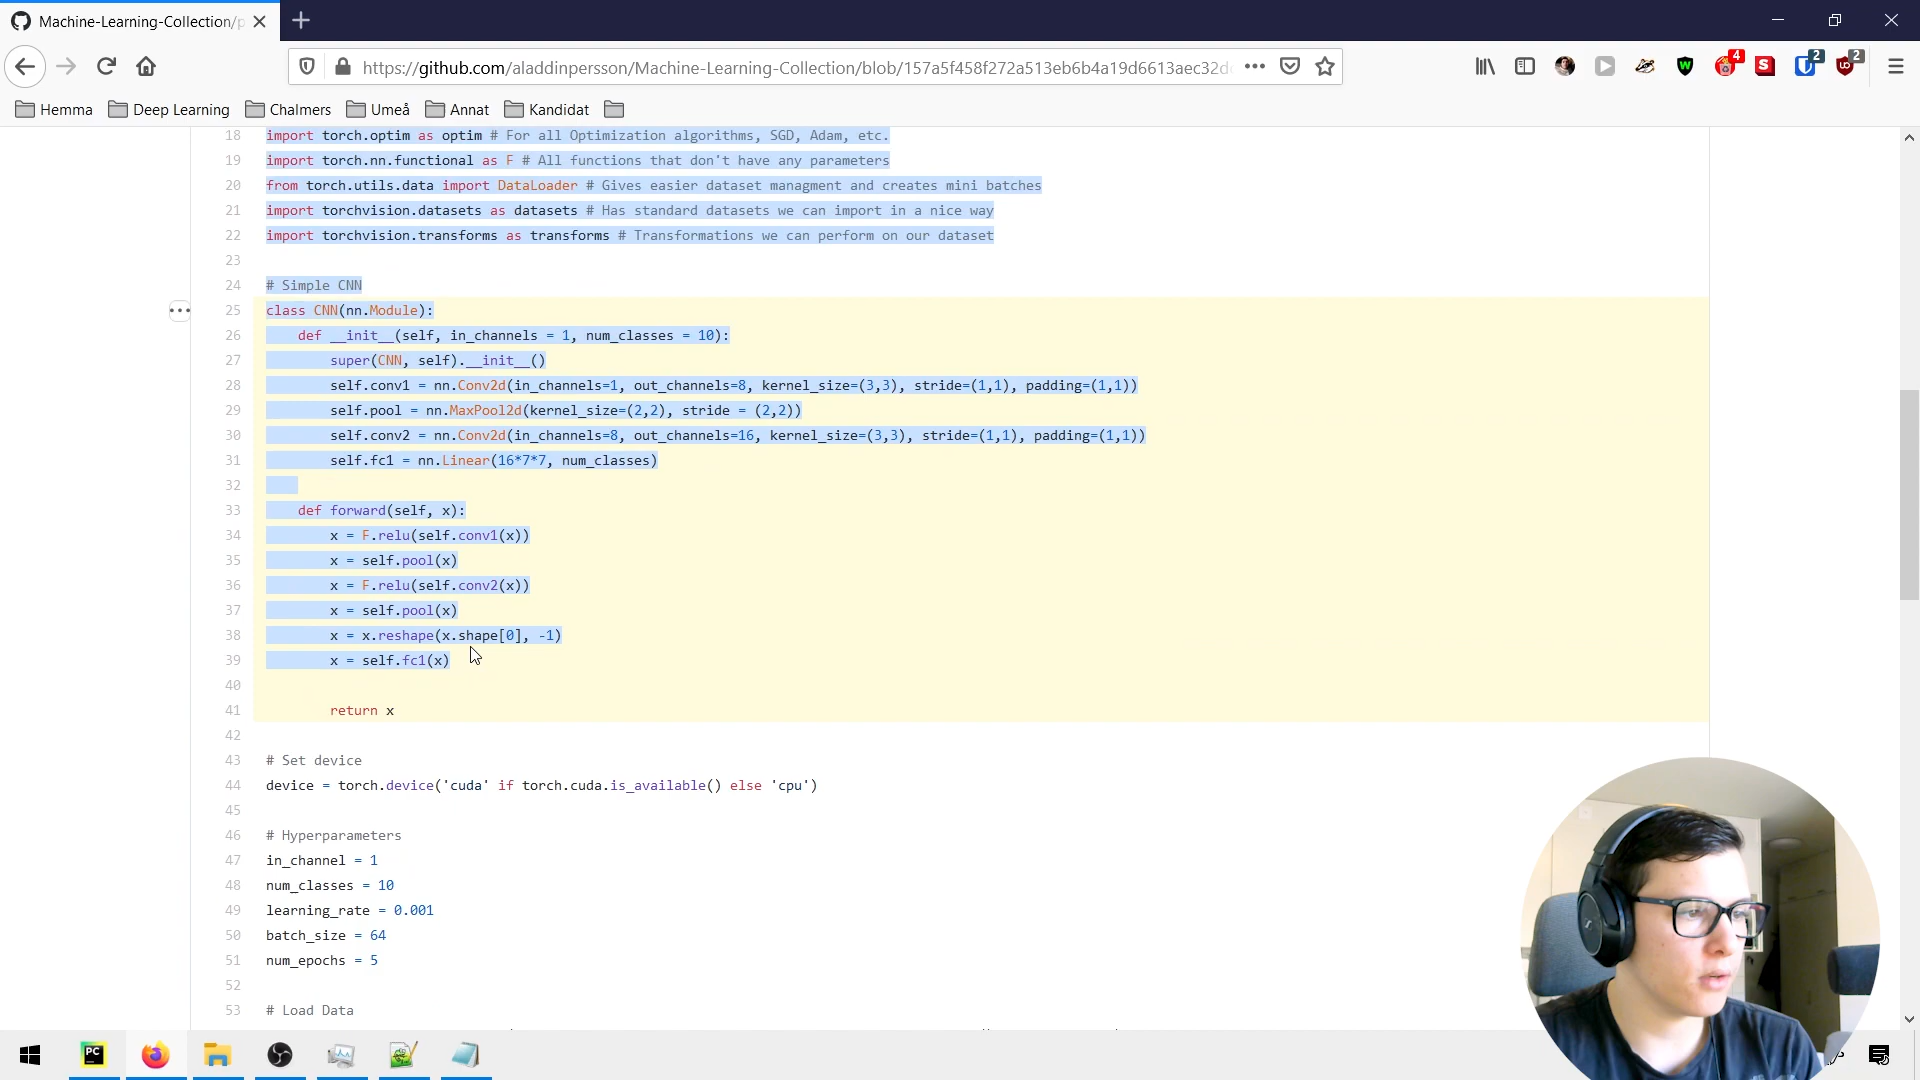 Machine-Learning-Collection/p
https://github.com/aladdinpersson/Machine-Learning-Collection/blob/157a5f458f272a513eb6b4a19d6613aec32d
4 2 2
Hemma Deep Learning Chalmers Umeå Annat Kandidat
18 import torch.optim as optim # For all Optimization algorithms, SGD, Adam, etc.
19 import torch.nn.functional as F # All functions that don't have any parameters
20 from torch.utils.data import DataLoader # Gives easier dataset managment and creates mini batches
21 import torchvision.datasets as datasets # Has standard datasets we can import in a nice way
22 import torchvision.transforms as transforms # Transformations we can perform on our dataset
23
24 # Simple CNN
25 class CNN(nn.Module):
26 def __init__(self, in_channels = 1, num_classes = 10):
27 super(CNN, self).__init__()
28 self.conv1 = nn.Conv2d(in_channels=1, out_channels=8, kernel_size=(3,3), stride=(1,1), padding=(1,1))
29 self.pool = nn.MaxPool2d(kernel_size=(2,2), stride = (2,2))
30 self.conv2 = nn.Conv2d(in_channels=8, out_channels=16, kernel_size=(3,3), stride=(1,1), padding=(1,1))
31 self.fc1 = nn.Linear(16*7*7, num_classes)
32
33 def forward(self, x):
34 x = F.relu(self.conv1(x))
35 x = self.pool(x)
36 x = F.relu(self.conv2(x))
37 x = self.pool(x)
38 x = x.reshape(x.shape[0], -1)
39 x = self.fc1(x)
40
41 return x
42
43 # Set device
44 device = torch.device('cuda' if torch.cuda.is_available() else 'cpu')
45
46 # Hyperparameters
47 in_channel = 1
48 num_classes = 10
49 learning_rate = 0.001
50 batch_size = 64
51 num_epochs = 5
52
53 # Load Data
PC